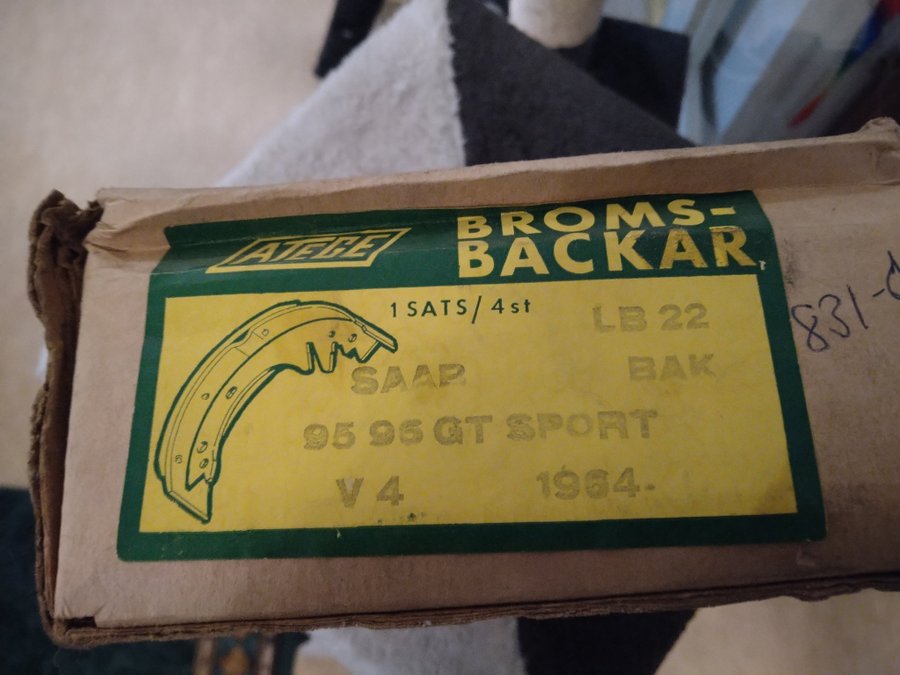 ATEGE
BROMS-
BACKAR
1 SATS/4st
LB 22
SAAB BAK
95 96 GT SPORT
V 4 1964-
831-